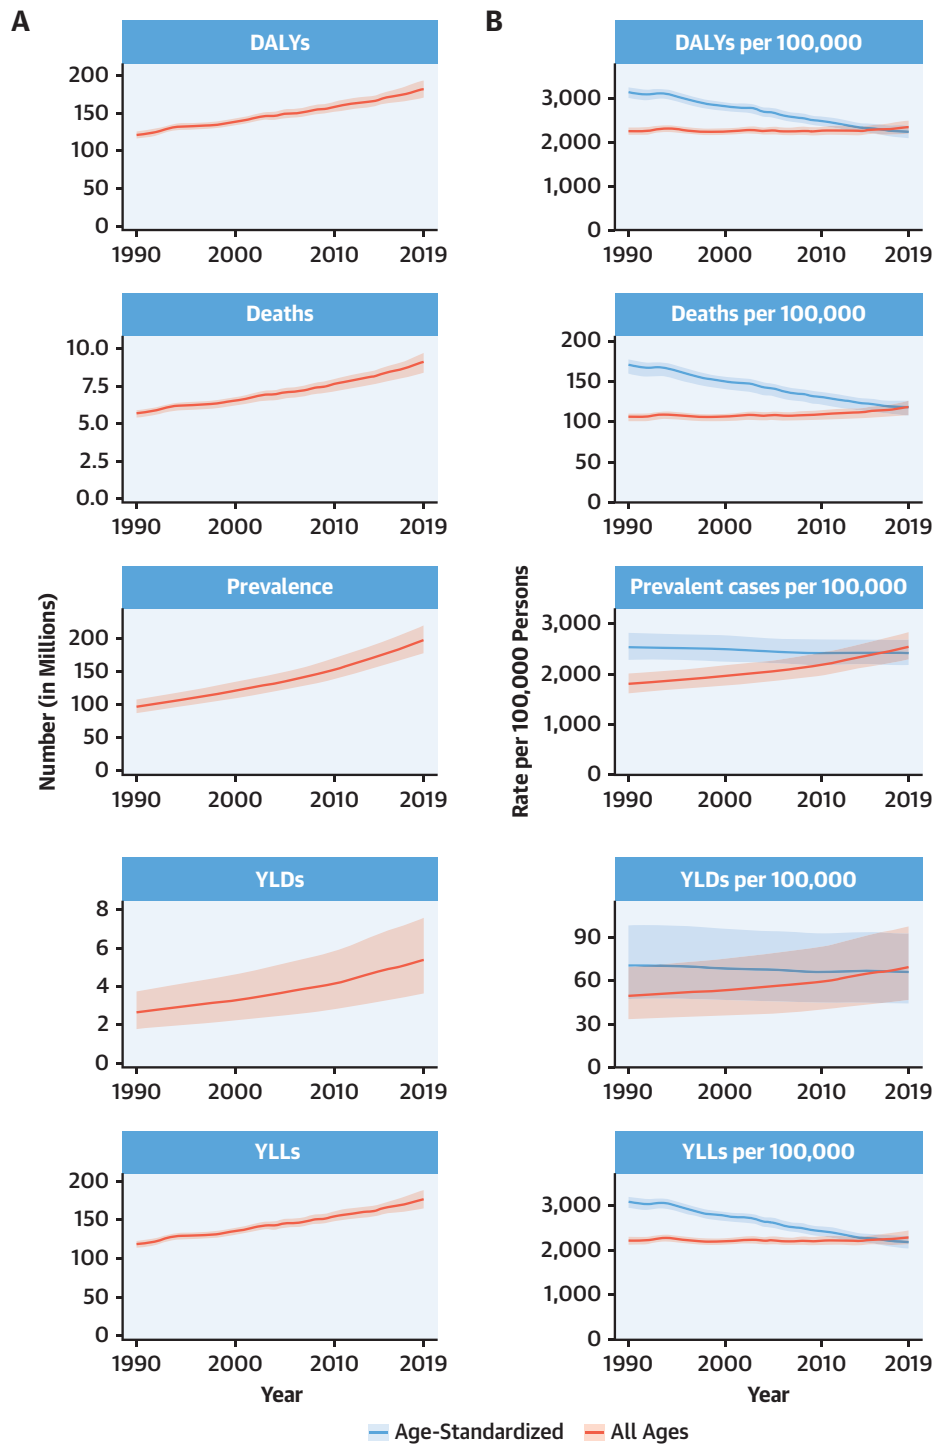 A
DALYs
200
150
100
50
0
1990 2000 2010 2019
Deaths
10.0
7.5
5.0
2.5
0.0
1990 2000 2010 2019
Number (in Millions)
Prevalence
200
150
100
50
0
1990 2000 2010 2019
YLDs
8
6
4
2
0
1990 2000 2010 2019
YLLs
200
150
100
50
0
1990 2000 2010 2019
Year
B
DALYs per 100,000
3,000
2,000
1,000
0
1990 2000 2010 2019
Deaths per 100,000
200
150
100
50
0
1990 2000 2010 2019
Rate per 100,000 Persons
Prevalent cases per 100,000
3,000
2,000
1,000
0
1990 2000 2010 2019
YLDs per 100,000
90
60
30
0
1990 2000 2010 2019
YLLs per 100,000
3,000
2,000
1,000
0
1990 2000 2010 2019
Year
Age-Standardized All Ages